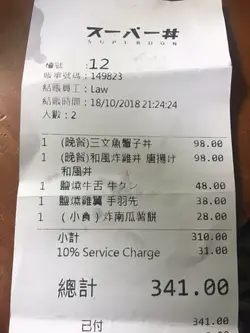 スーパー丼
SUPERDON
編號 : 12
帳單號碼 : 149823
結帳員工 : Law
結帳時間 : 18/10/2018 21:24:24
人數 : 2
1 (晚餐)三文魚蟹子丼 98.00
1 (晚餐)和風炸雞丼 唐揚げ 98.00
和風丼
1 鹽燒牛舌 牛タン 48.00
1 鹽燒雞翼 手羽先 38.00
1 (小食) 炸南瓜薯餅 28.00
小計 310.00
10% Service Charge 31.00
總計 341.00
已付 341.00